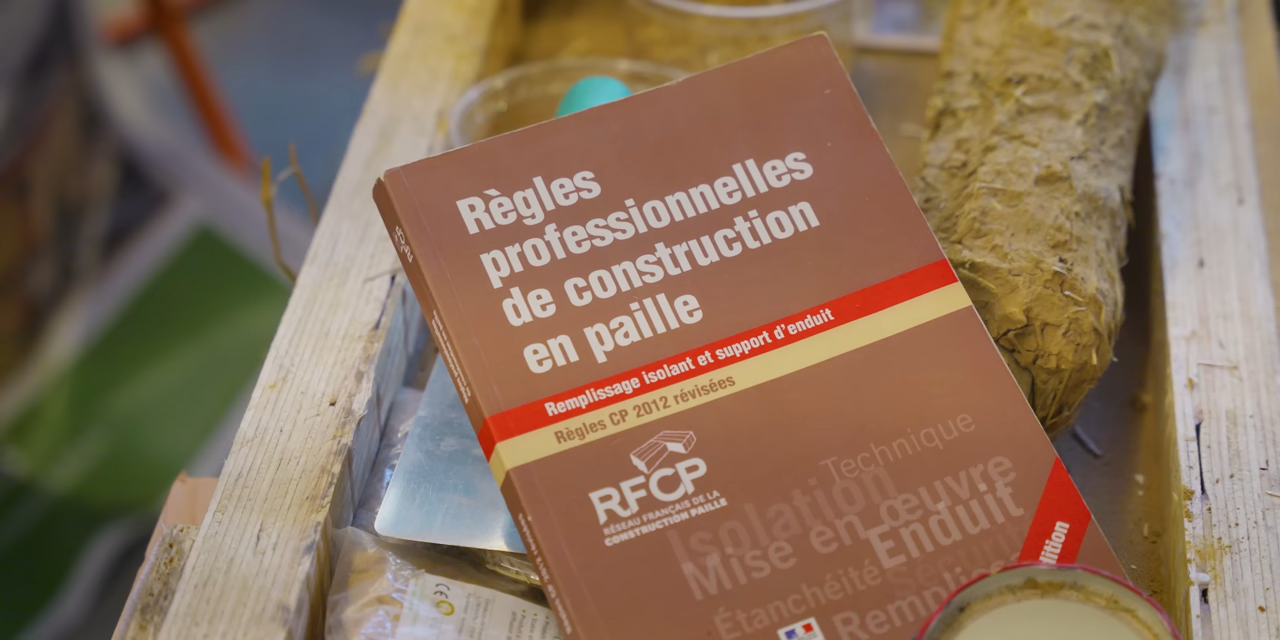 Règles
professionnelles
de construction
en paille
Remplissage isolant et support d'enduit
Règles CP 2012 révisées
RFCP
RÉSEAU FRANÇAIS DE LA
CONSTRUCTION PAILLE
Technique
Isolation
Mise en œuvre
Enduit
Étanchéité
RFCP